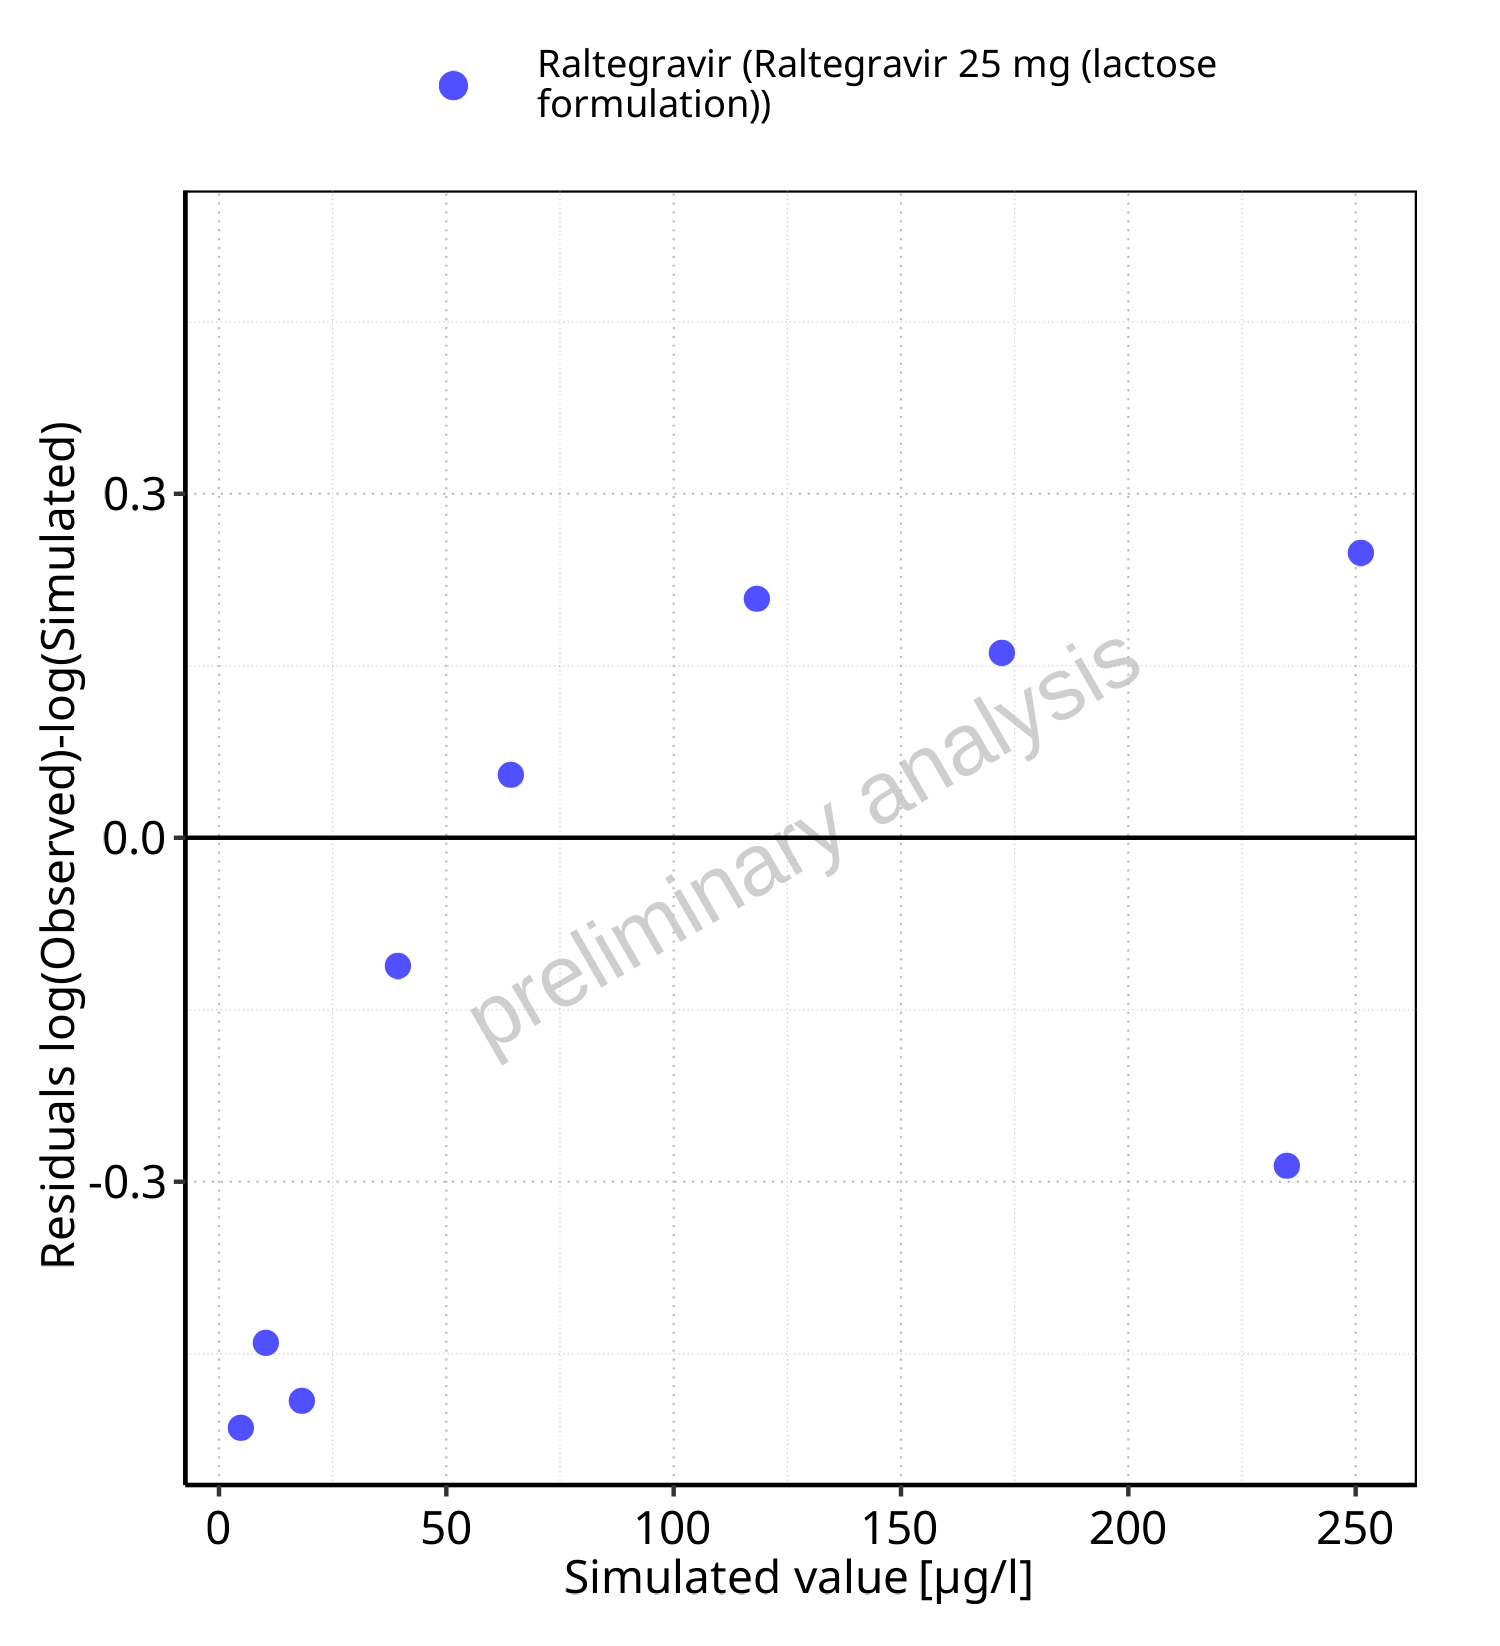 Raltegravir (Raltegravir 25 mg (lactose
formulation))
Residuals log(Observed)-log(Simulated)
0.3
0.0
-0.3
preliminary analysis
0 50 100 150 200 250
Simulated value [µg/l]